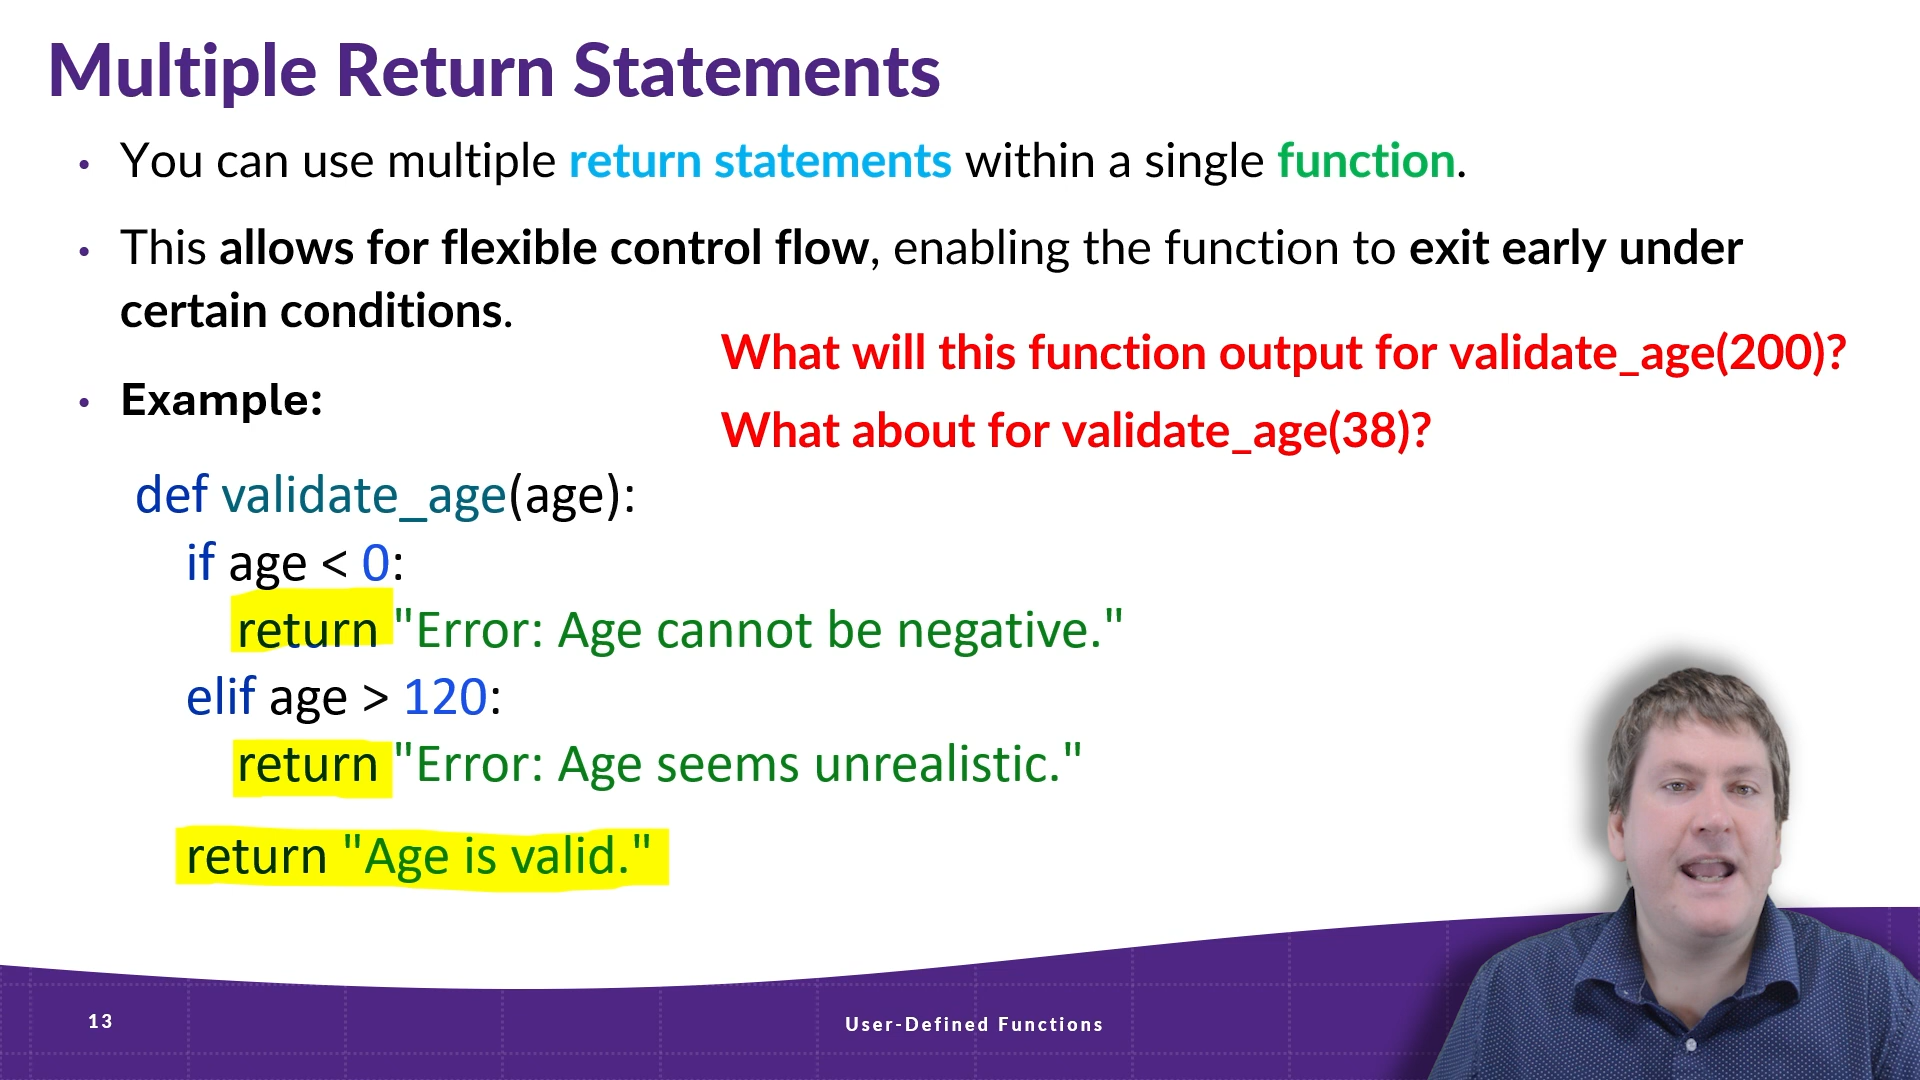 Multiple Return Statements
• You can use multiple return statements within a single function.
• This allows for flexible control flow, enabling the function to exit early under
certain conditions.
What will this function output for validate_age(200)?
• Example:
What about for validate_age(38)?
def validate_age(age):
if age < 0:
return "Error: Age cannot be negative."
elif age > 120:
return "Error: Age seems unrealistic."
return "Age is valid."
13
User-Defined Functions